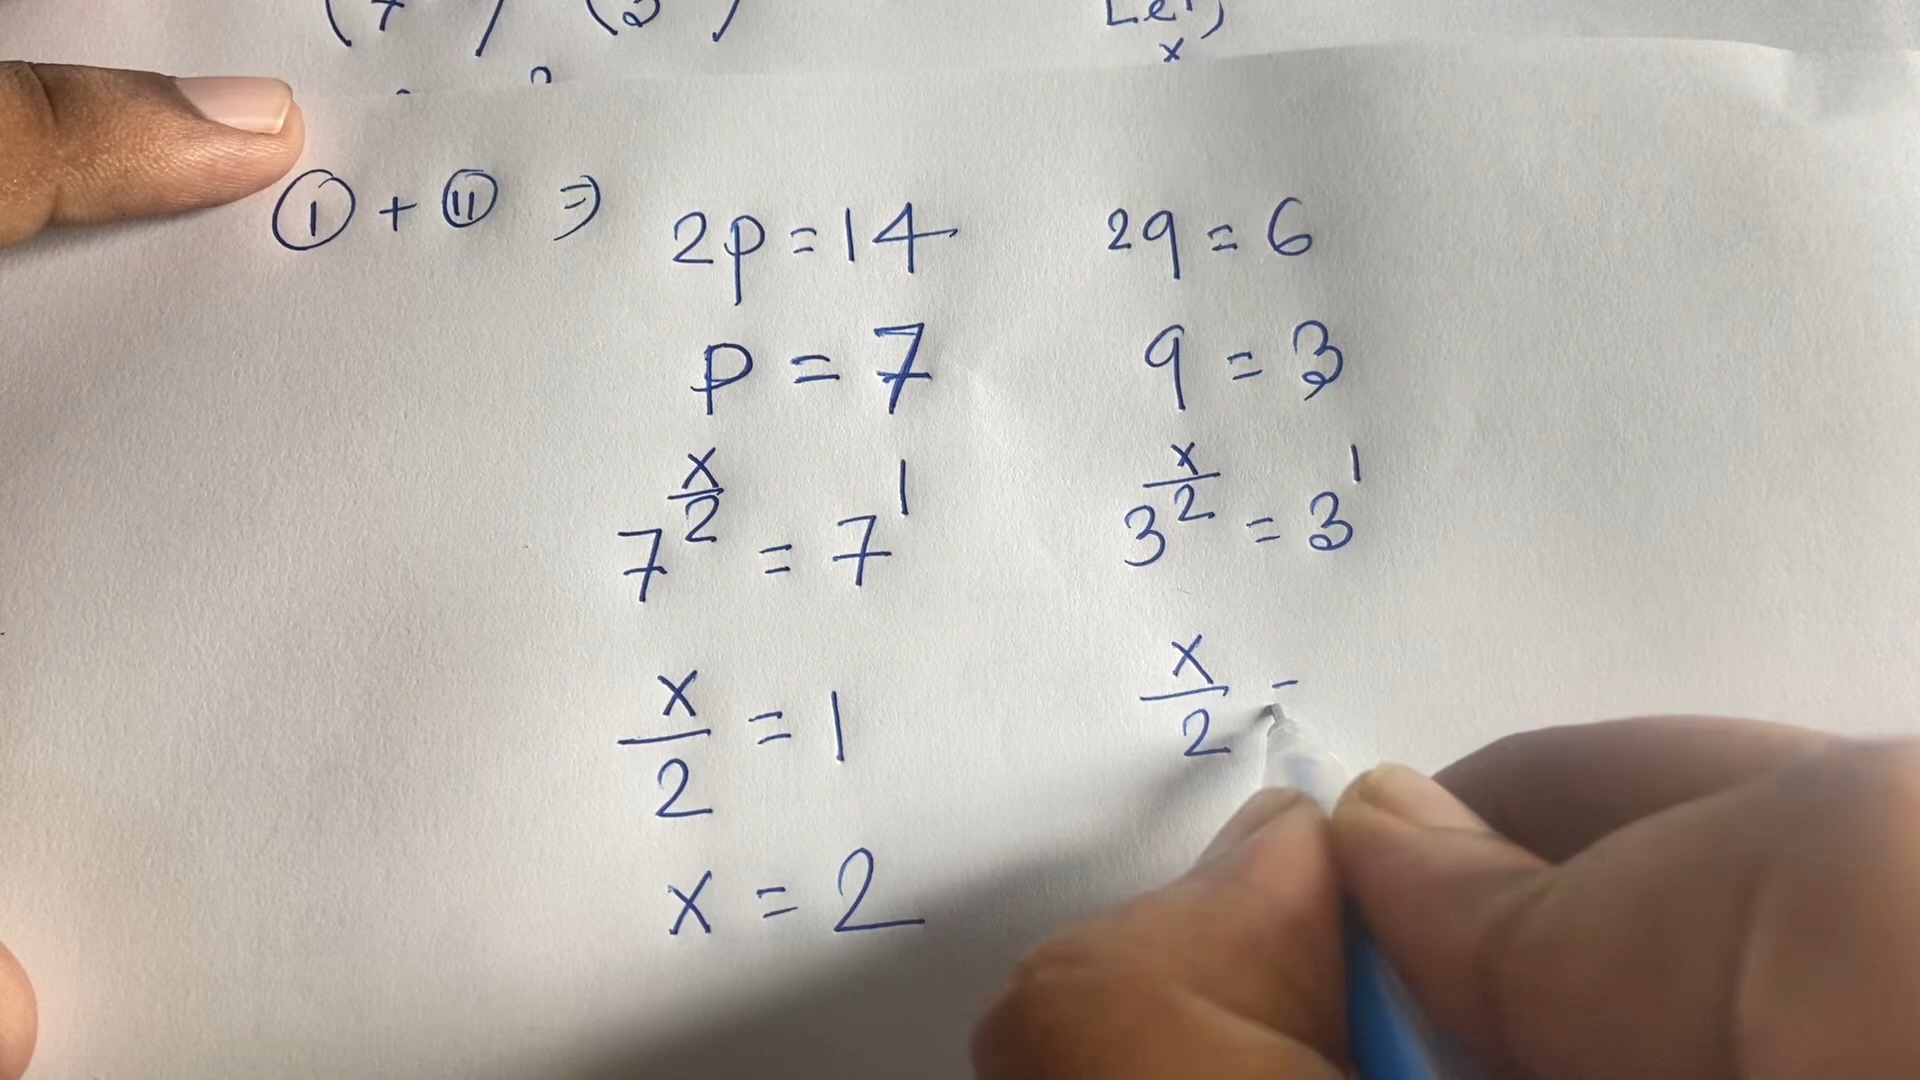 Let,
x
① + ⑪ ⇒ 2p = 14 2q = 6
p = 7 q = 3
7^(x/2) = 7^1 3^(x/2) = 3^1
x/2 = 1 x/2 =
x = 2